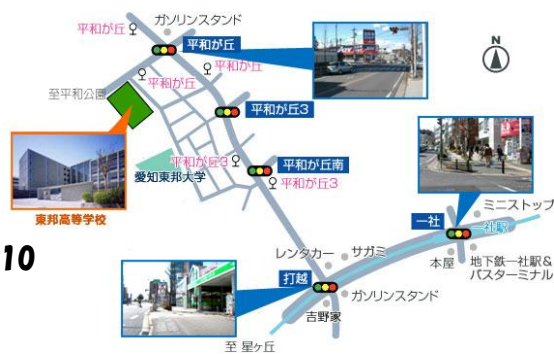 ガソリンスタンド
平和が丘
平和が丘
平和が丘
平和が丘
至平和公園
平和が丘3
平和が丘3
平和が丘南
平和が丘3
愛知東邦大学
東邦高等学校
ミニストップ
一社
一社駅
レンタカー
サガミ
本屋
地下鉄一社駅&
バスターミナル
打越
ガソリンスタンド
吉野家
至 星ヶ丘
N
10